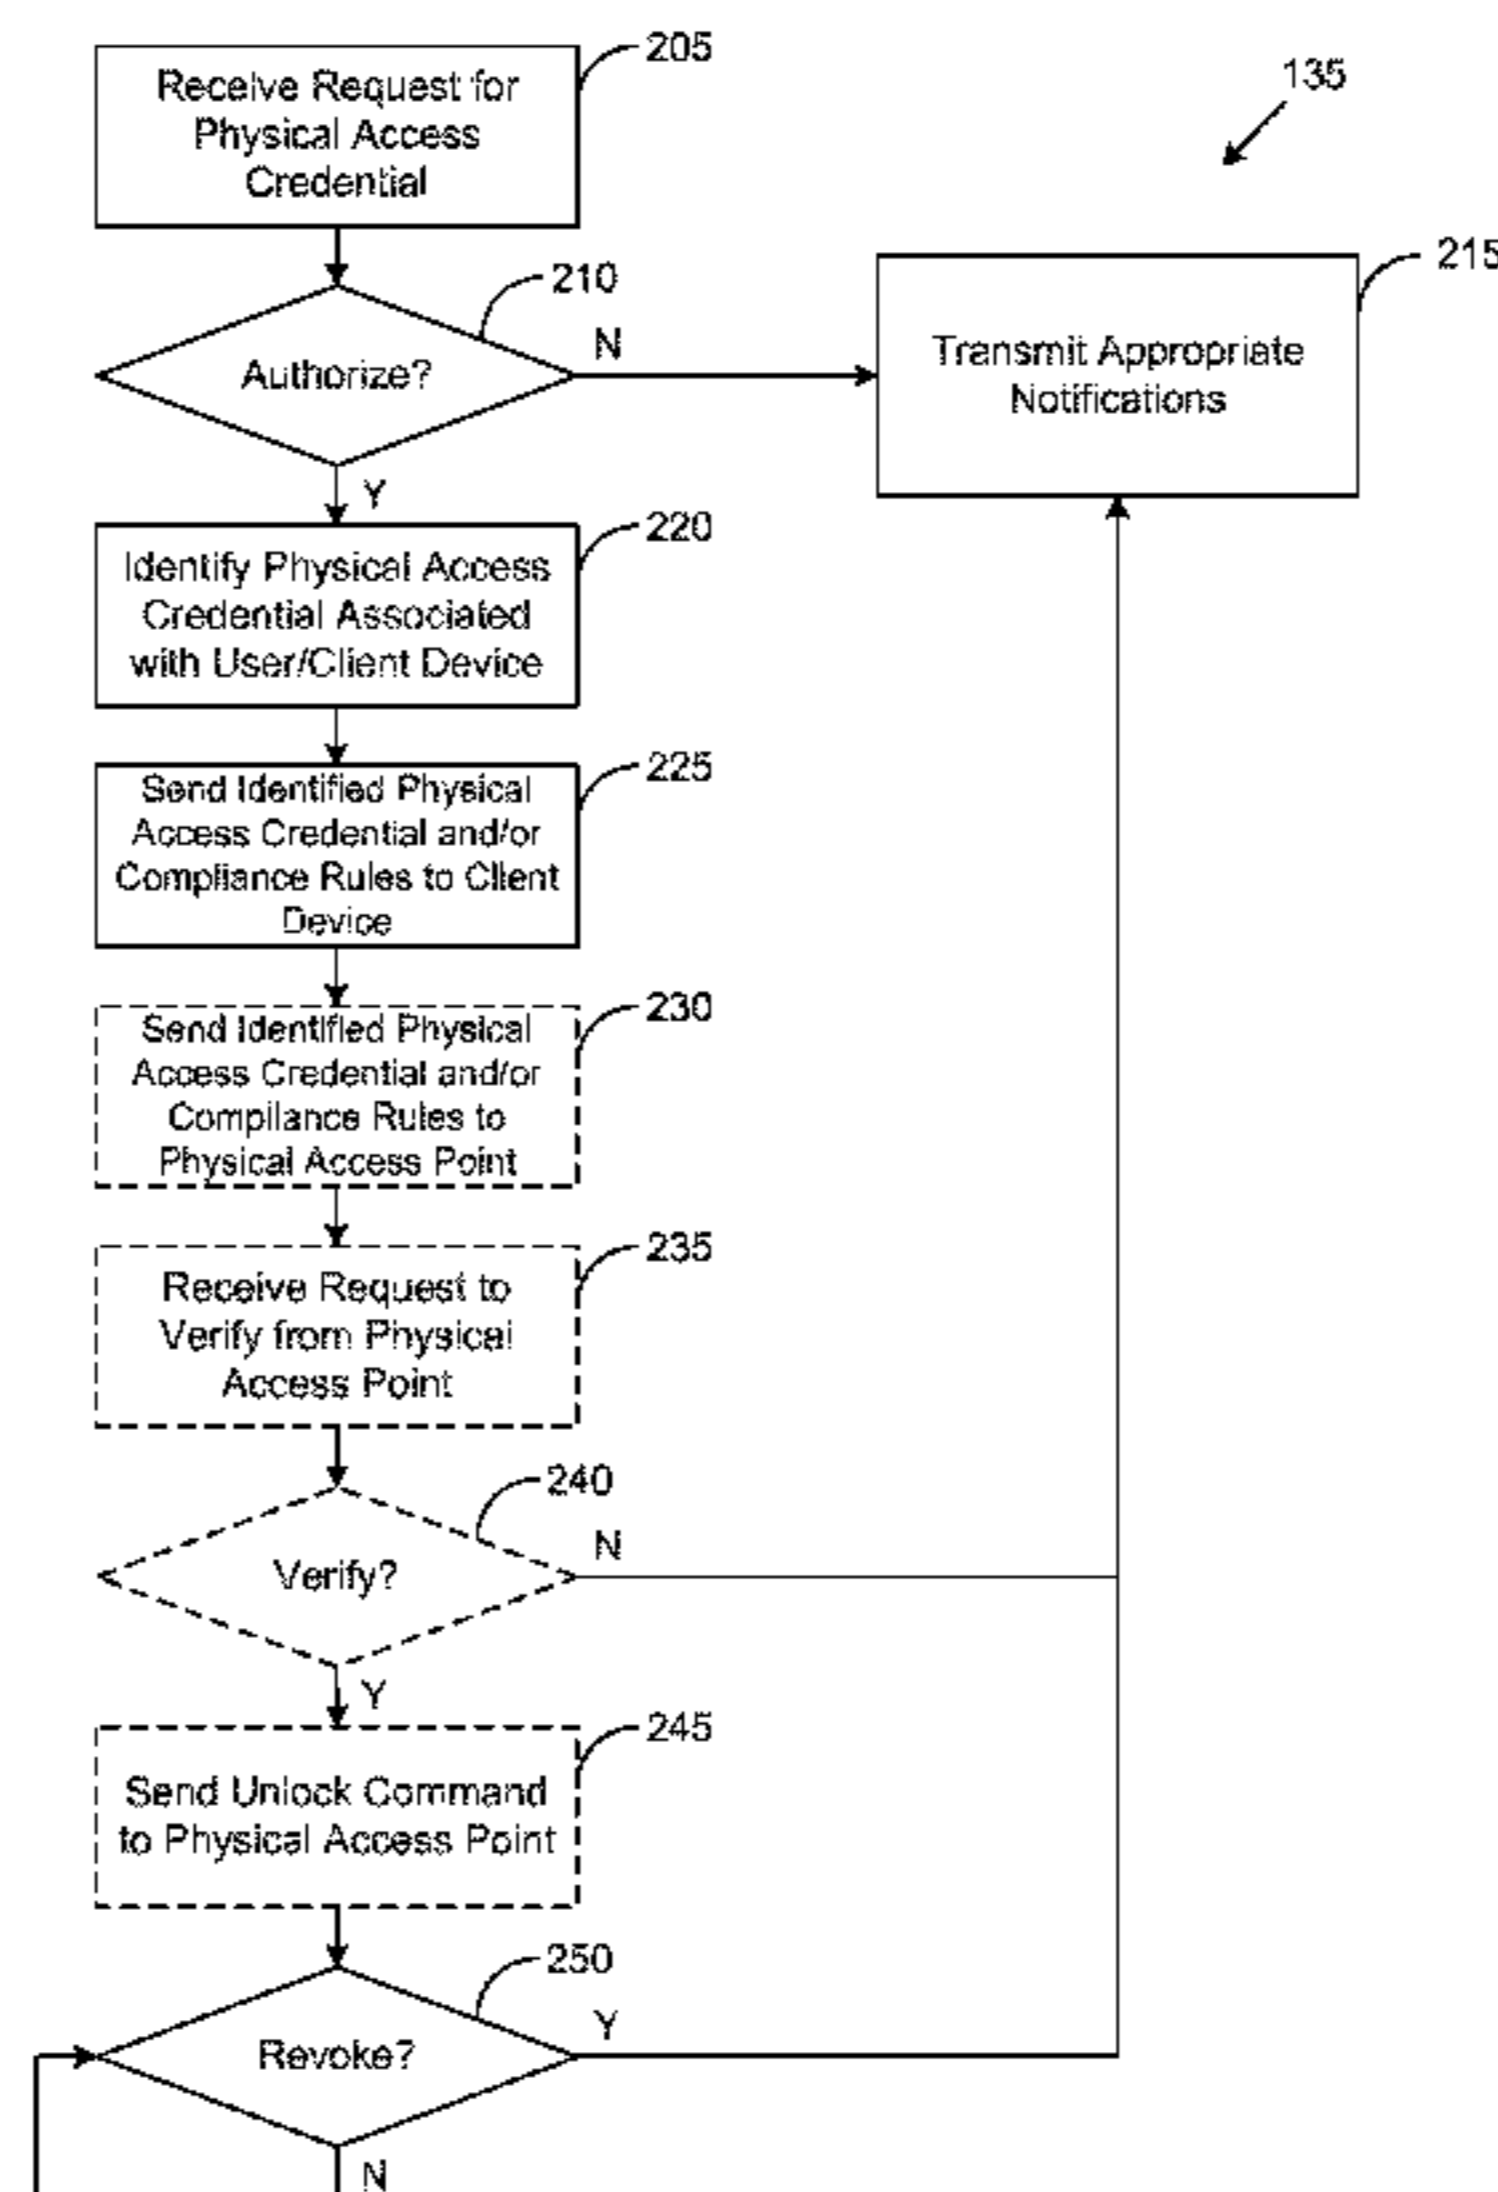 205
Receive Request for
Physical Access
Credential
135
210
Authorize?
N
215
Transmit Appropriate
Notifications
Y
220
Identify Physical Access
Credential Associated
with User/Client Device
225
Send Identified Physical
Access Credential and/or
Compliance Rules to Client
Device
230
Send Identified Physical
Access Credential and/or
Compliance Rules to
Physical Access Point
235
Receive Request to
Verify from Physical
Access Point
240
Verify?
N
Y
245
Send Unlock Command
to Physical Access Point
250
Revoke?
Y
N